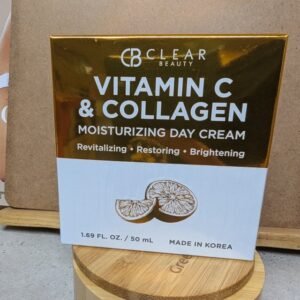 CB CLEAR
BEAUTY
VITAMIN C
& COLLAGEN
MOISTURIZING DAY CREAM
Revitalizing • Restoring • Brightening
1.69 FL. OZ. / 50 mL MADE IN KOREA